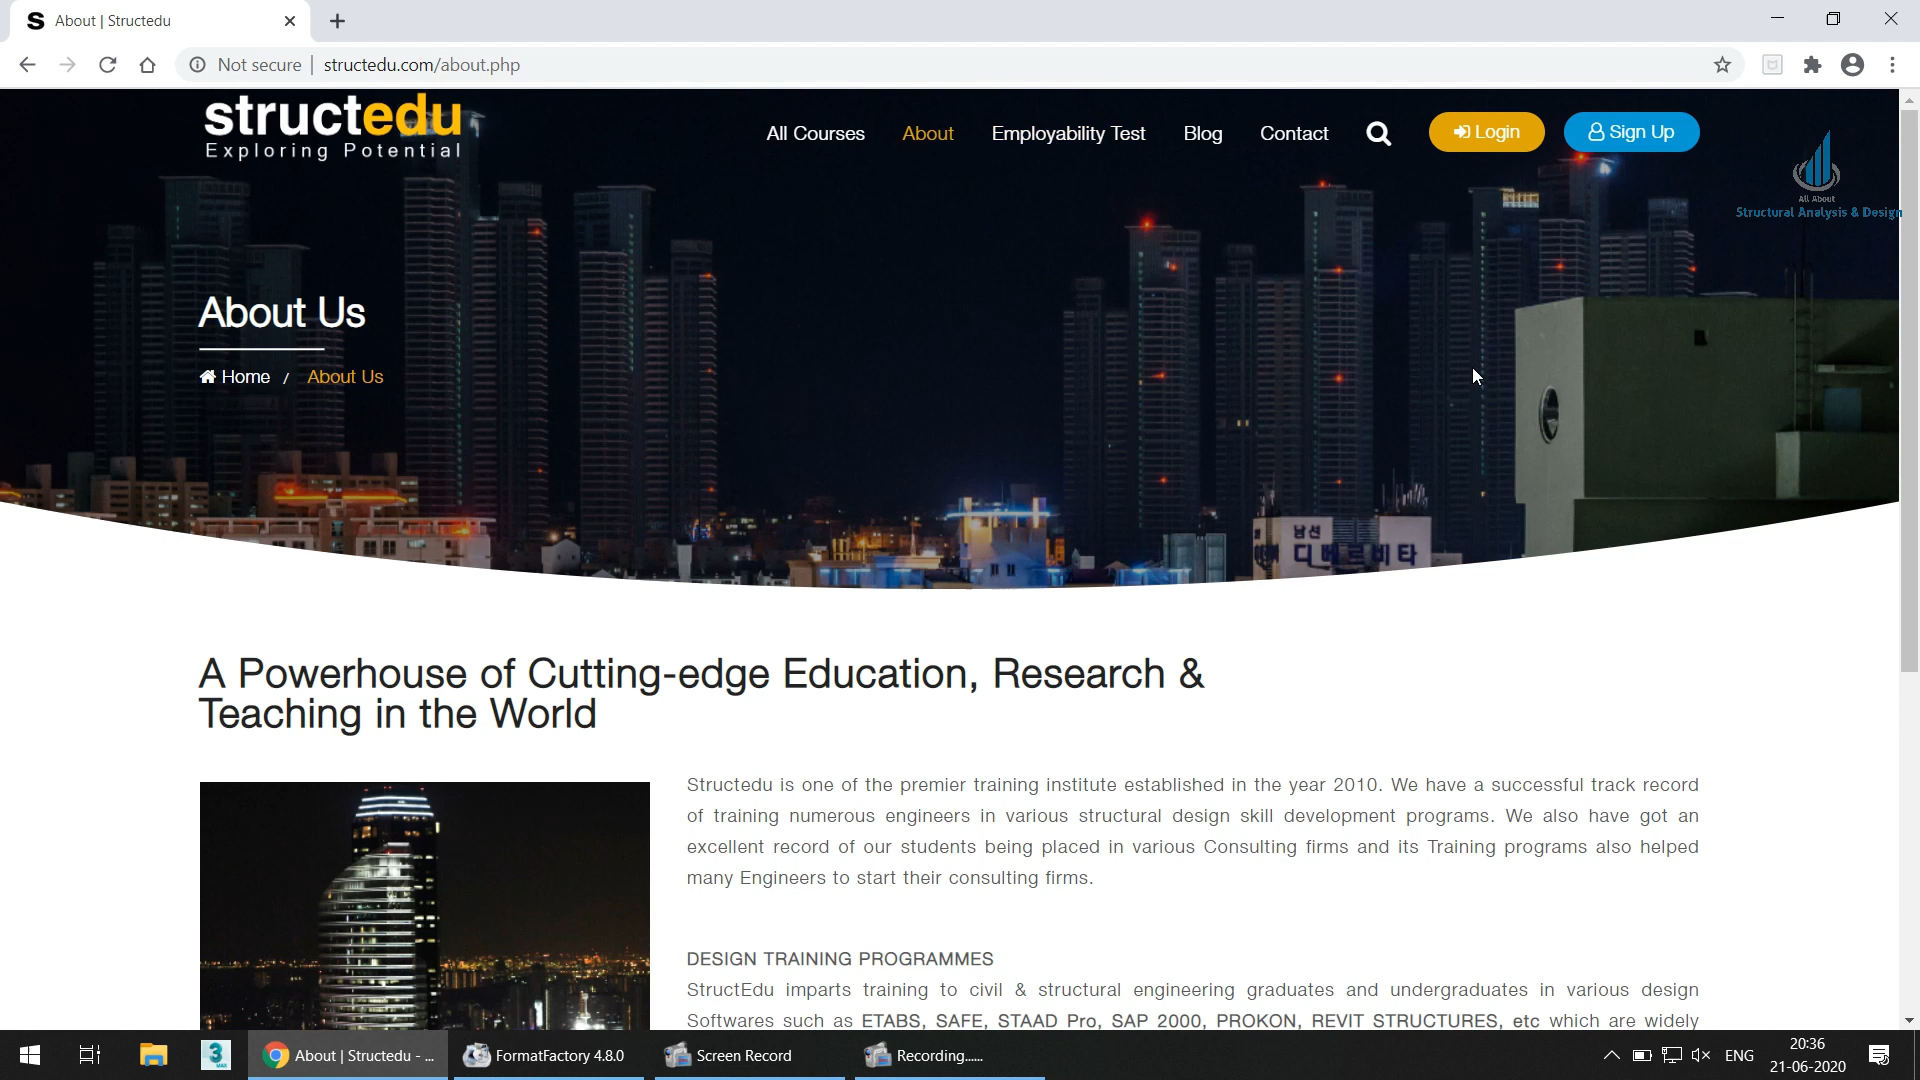 About | Structedu
Not secure
structedu.com/about.php
structedu
Exploring Potential
All Courses
About
Employability Test
Blog
Contact
Login
Sign Up
All About
Structural Analysis & Design
About Us
Home / About Us
남선
디베르비타
A Powerhouse of Cutting-edge Education, Research &
Teaching in the World
Structedu is one of the premier training institute established in the year 2010. We have a successful track record
of training numerous engineers in various structural design skill development programs. We also have got an
excellent record of our students being placed in various Consulting firms and its Training programs also helped
many Engineers to start their consulting firms.
DESIGN TRAINING PROGRAMMES
StructEdu imparts training to civil & structural engineering graduates and undergraduates in various design
Softwares such as ETABS, SAFE, STAAD Pro, SAP 2000, PROKON, REVIT STRUCTURES, etc which are widely
About | Structedu - ...
FormatFactory 4.8.0
Screen Record
Recording......
ENG
20:36
21-06-2020